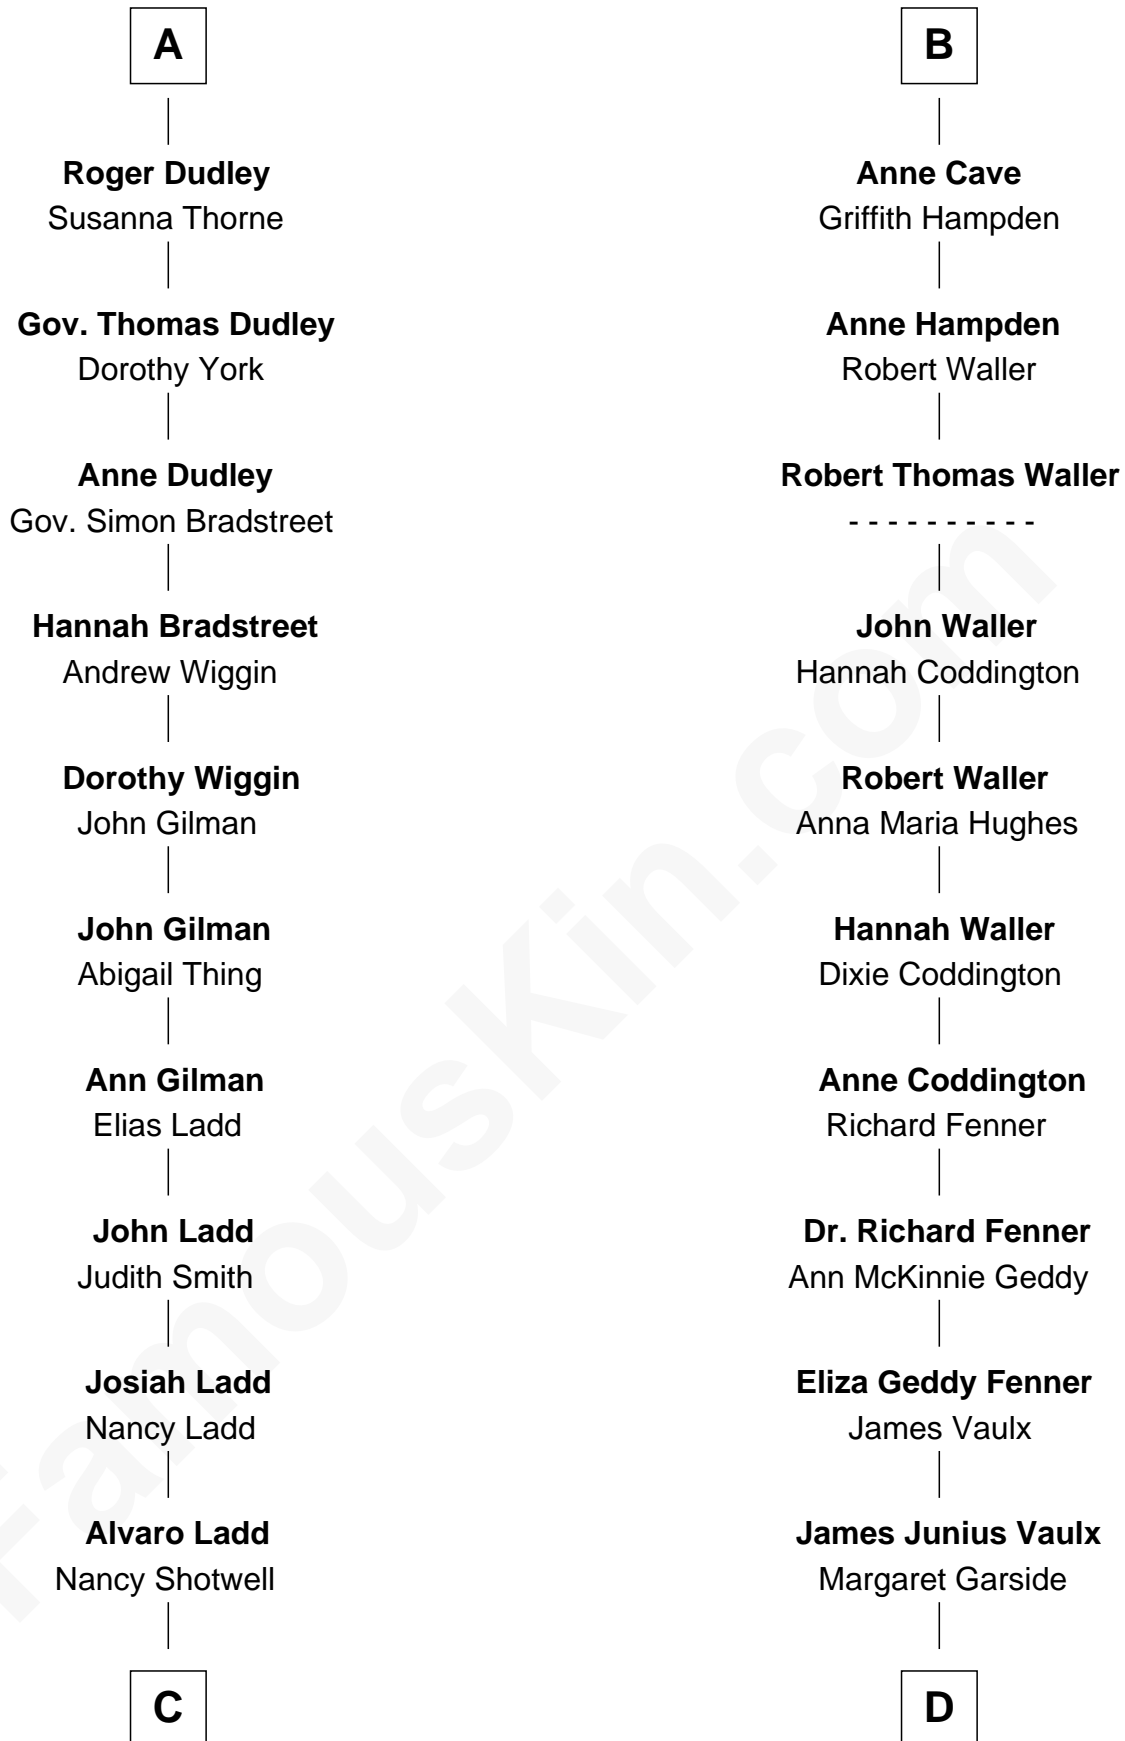 A
Roger Dudley
Susanna Thorne
Gov. Thomas Dudley
Dorothy York
Anne Dudley
Gov. Simon Bradstreet
Hannah Bradstreet
Andrew Wiggin
Dorothy Wiggin
John Gilman
John Gilman
Abigail Thing
Ann Gilman
Elias Ladd
John Ladd
Judith Smith
Josiah Ladd
Nancy Ladd
Alvaro Ladd
Nancy Shotwell
C
B
Anne Cave
Griffith Hampden
Anne Hampden
Robert Waller
Robert Thomas Waller
- - - - - - - - - -
John Waller
Hannah Coddington
Robert Waller
Anna Maria Hughes
Hannah Waller
Dixie Coddington
Anne Coddington
Richard Fenner
Dr. Richard Fenner
Ann McKinnie Geddy
Eliza Geddy Fenner
James Vaulx
James Junius Vaulx
Margaret Garside
D
FamousKin.com